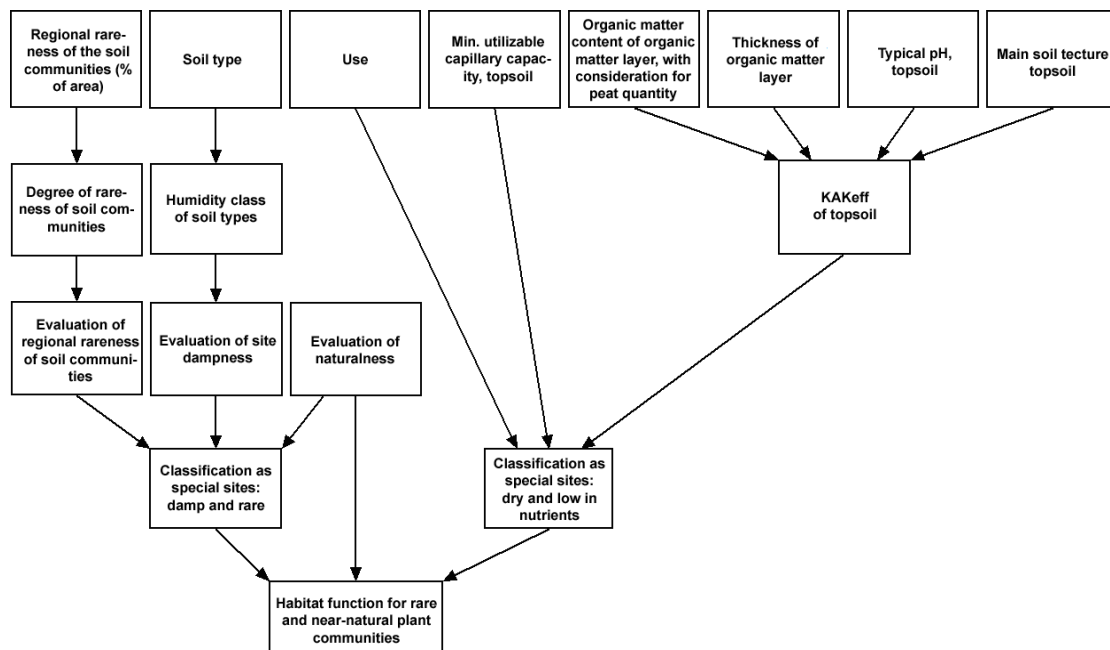 Regional rare-
ness of the soil
communities (%
of area)
Soil type
Use
Min. utilizable
capillary capac-
ity, topsoil
Organic matter
content of organic
matter layer, with
consideration for
peat quantity
Thickness of
organic matter
layer
Typical pH,
topsoil
Main soil tecture
topsoil
Degree of rare-
ness of soil com-
munities
Humidity class
of soil types
KAKeff
of topsoil
Evaluation of
regional rareness
of soil communi-
ties
Evaluation of site
dampness
Evaluation of
naturalness
Classification as
special sites:
damp and rare
Classification as
special sites:
dry and low in
nutrients
Habitat function for rare
and near-natural plant
communities